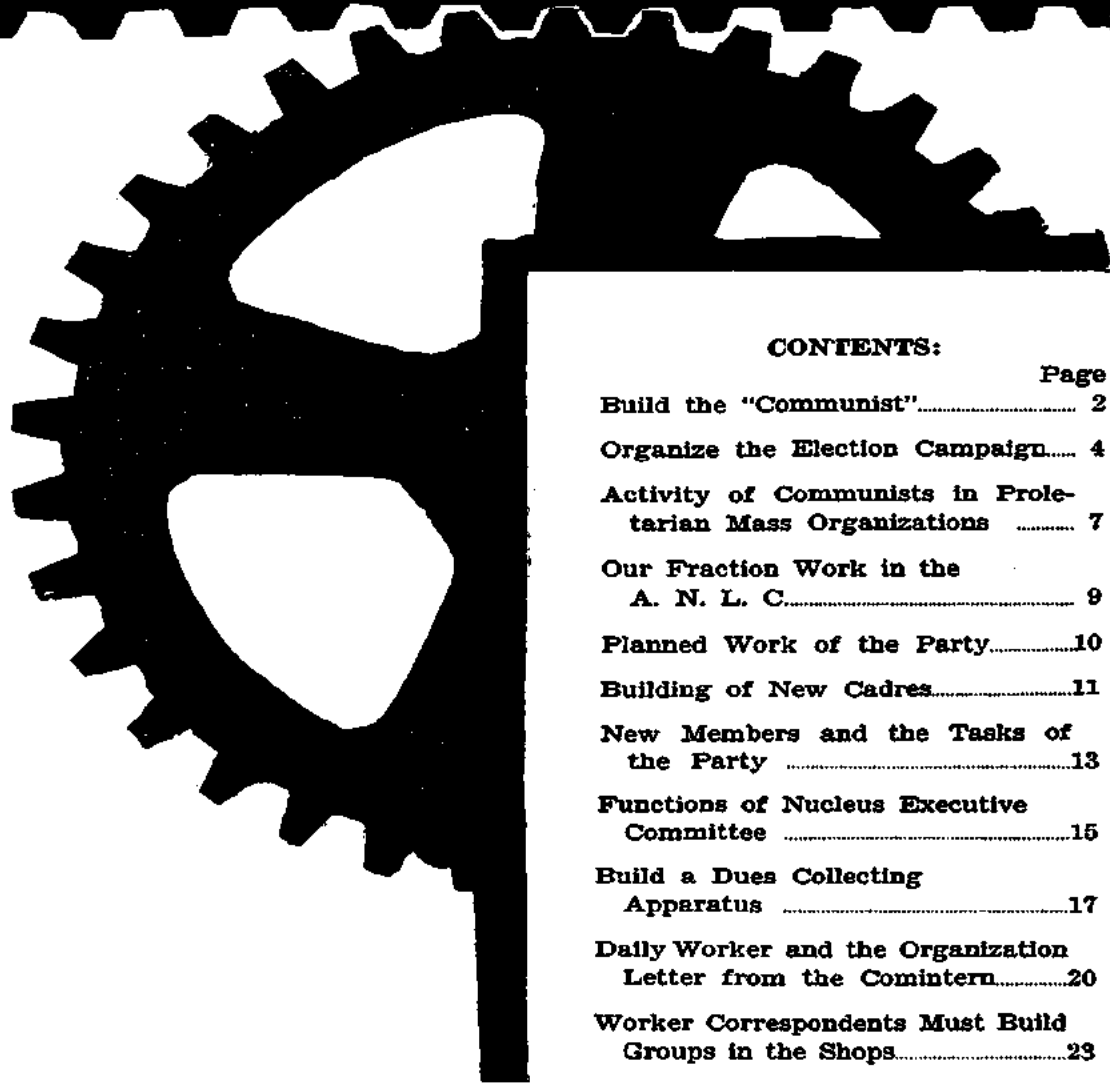 CONTENTS:
Page
Build the "Communist"........................ 2
Organize the Election Campaign..... 4
Activity of Communists in Prole-
tarian Mass Organizations ........... 7
Our Fraction Work in the
A. N. L. C.................................................. 9
Planned Work of the Party...............10
Building of New Cadres.........................11
New Members and the Tasks of
the Party ..................................................13
Functions of Nucleus Executive
Committee ..................................................15
Build a Dues Collecting
Apparatus ..................................................17
Daily Worker and the Organization
Letter from the Comintern.............20
Worker Correspondents Must Build
Groups in the Shops..............................23